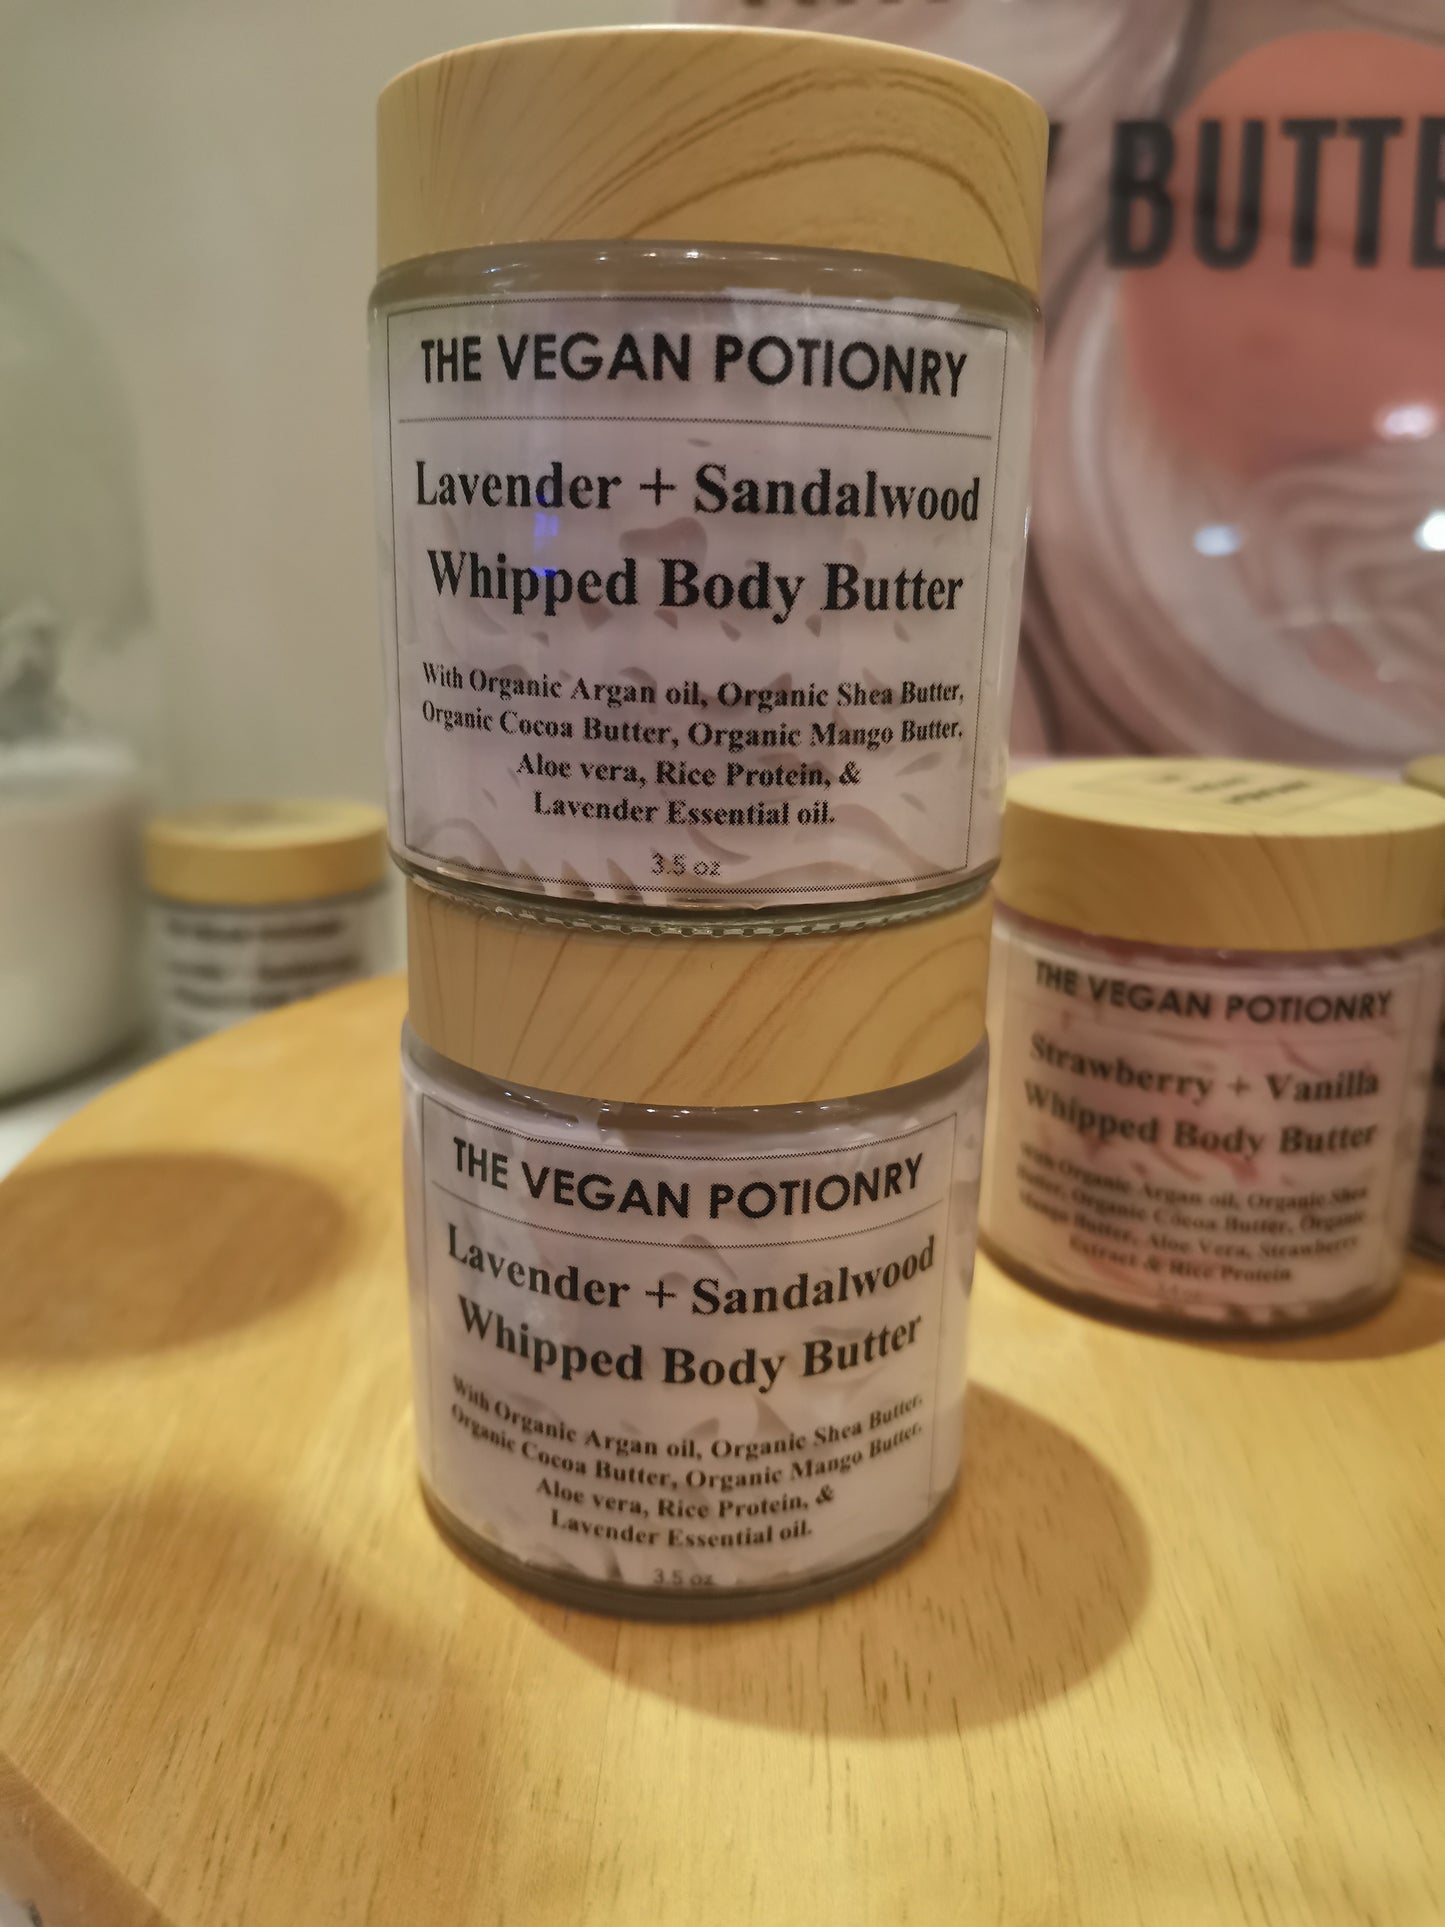 BUTTE
THE VEGAN POTIONRY
Lavender + Sandalwood
Whipped Body Butter
With Organic Argan oil, Organic Shea Butter,
Organic Cocoa Butter, Organic Mango Butter,
Aloe vera, Rice Protein, &
Lavender Essential oil.
3.5 oz
THE VEGAN POTIONRY
Lavender + Sandalwood
Whipped Body Butter
With Organic Argan oil, Organic Shea Butter,
Organic Cocoa Butter, Organic Mango Butter,
Aloe vera, Rice Protein, &
Lavender Essential oil.
3.5 oz
THE VEGAN POTIONRY
Strawberry + Vanilla
Whipped Body Butter
With Organic Argan oil, Organic Shea
Butter, Organic Cocoa Butter, Organic
Mango Butter, Aloe Vera, Strawberry
Extract & Rice Protein